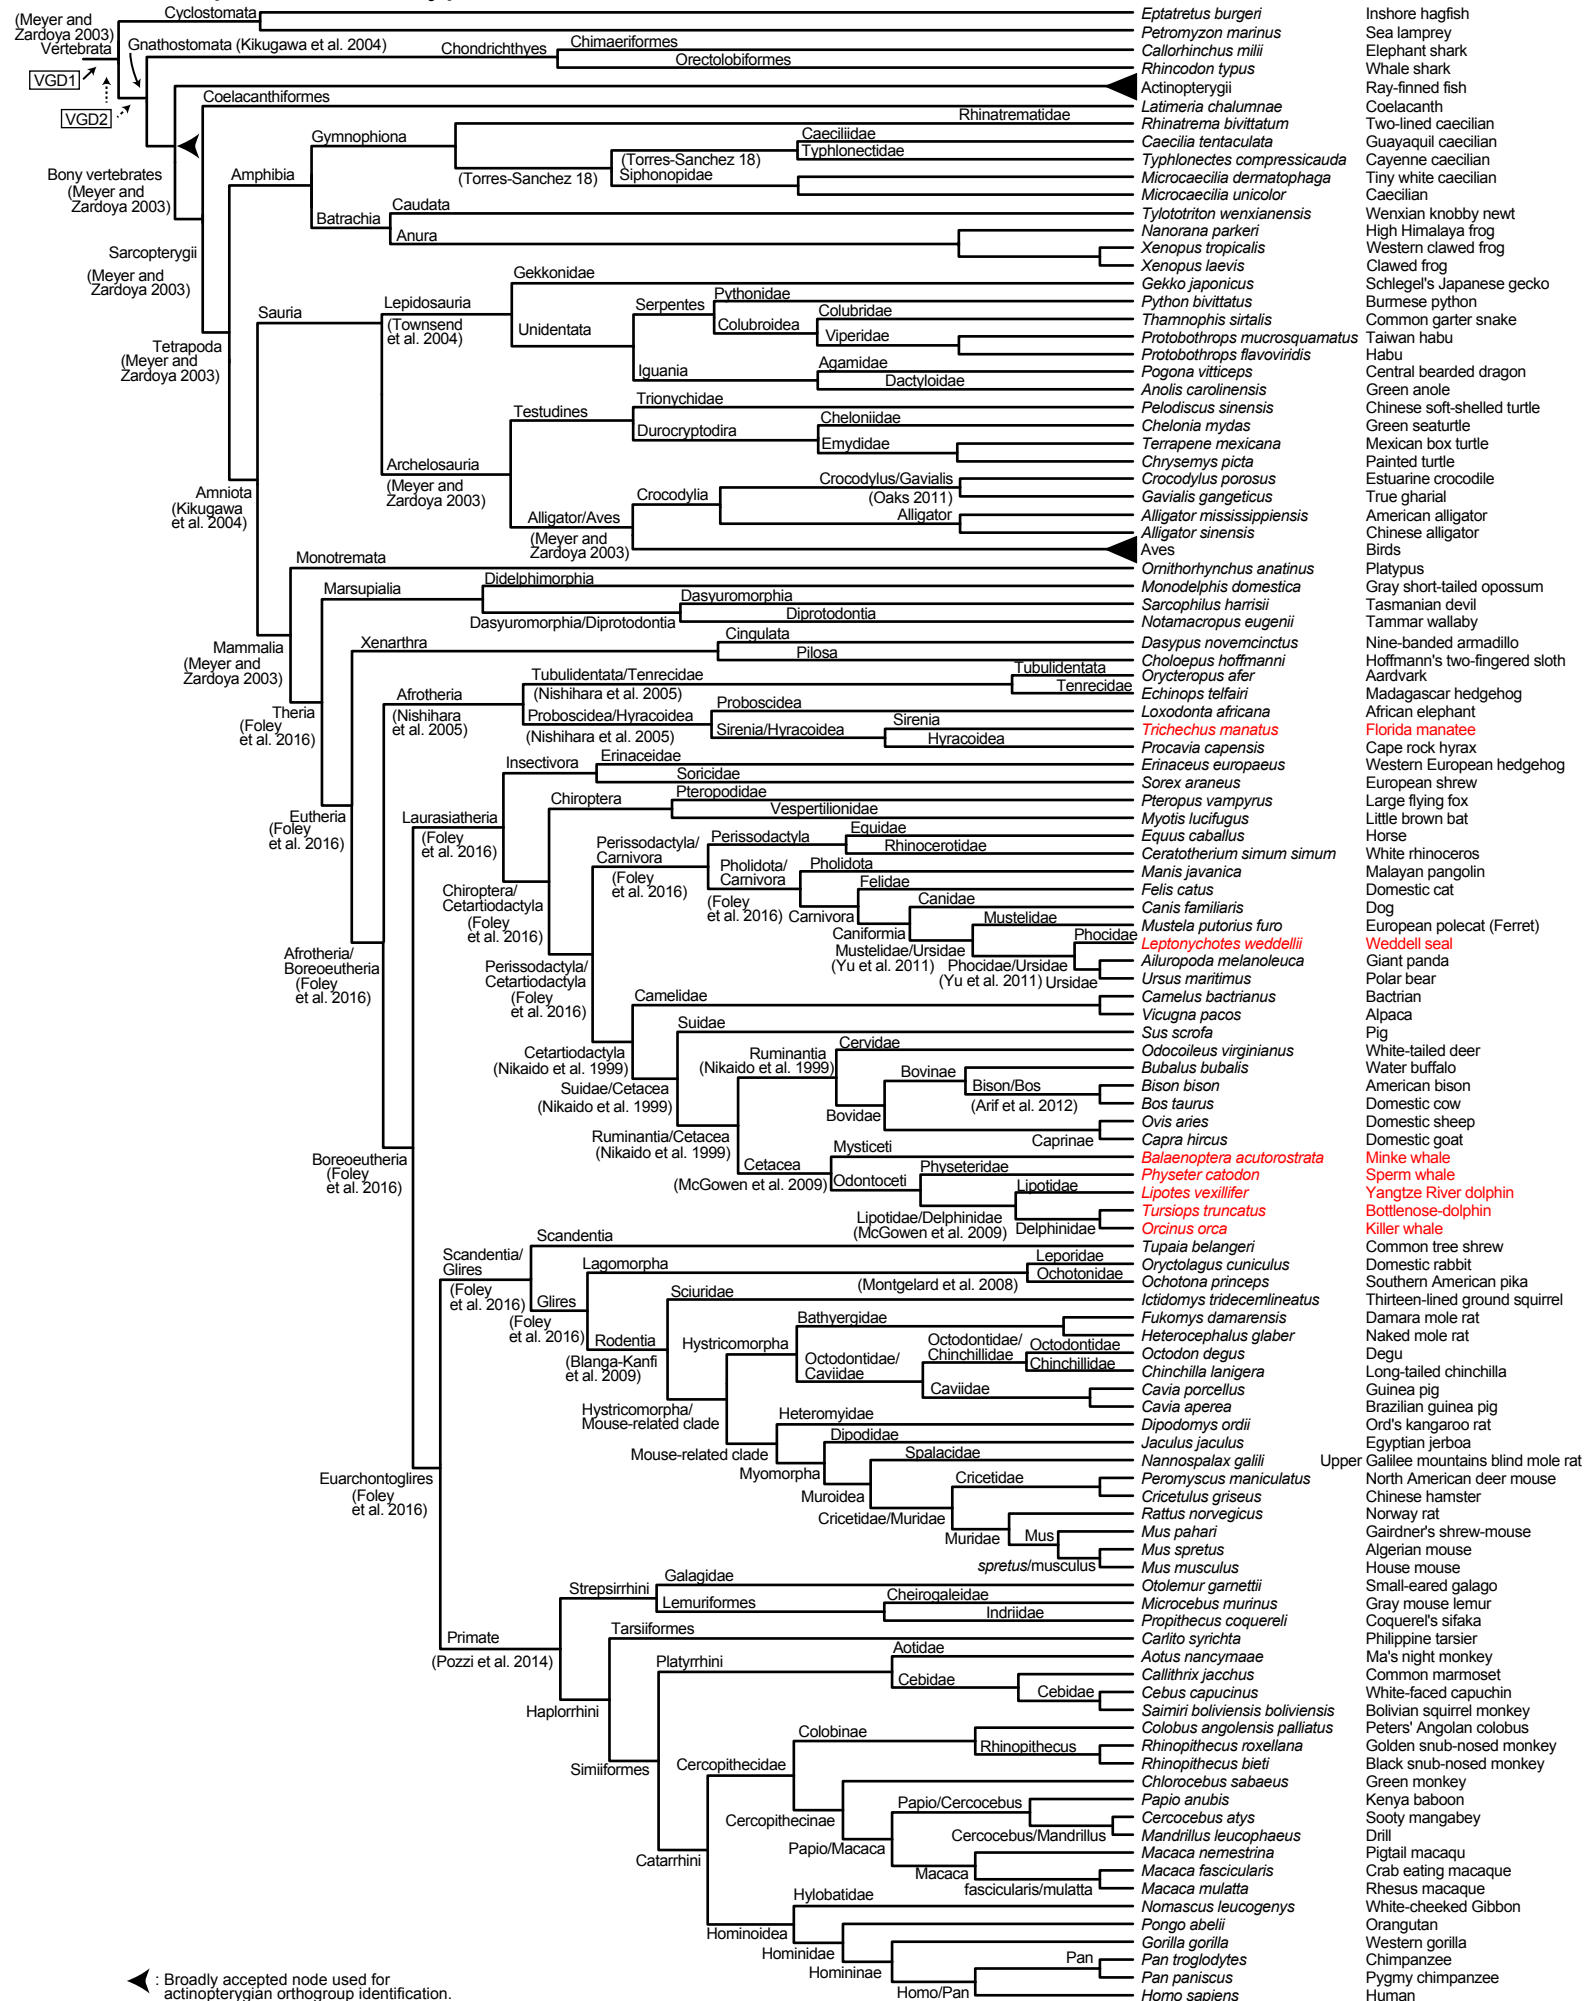 Cyclostomata
Eptatretus burgeri Inshore hagfish
(Meyer and
Zardoya 2003)
Petromyzon marinus Sea lamprey
Vertebrata
Gnathostomata (Kikugawa et al. 2004)
Chondrichthyes
Chimaeriformes
Callorhinchus milii Elephant shark
Orectolobiformes
Rhincodon typus Whale shark
VGD1
Actinopterygii Ray-finned fish
VGD2
Coelacanthiformes
Latimeria chalumnae Coelacanth
Gymnophiona
Rhinatrematidae
Rhinatrema bivittatum Two-lined caecilian
Caeciliidae
Caecilia tentaculata Guayaquil caecilian
(Torres-Sanchez 18)
Typhlonectidae
Typhlonectes compressicauda Cayenne caecilian
Bony vertebrates
(Meyer and
Zardoya 2003)
Amphibia
(Torres-Sanchez 18)
Siphonopidae
Microcaecilia dermatophaga Tiny white caecilian
Microcaecilia unicolor Caecilian
Batrachia
Caudata
Tylototriton wenxianensis Wenxian knobby newt
Anura
Nanorana parkeri High Himalaya frog
Xenopus tropicalis Western clawed frog
Xenopus laevis Clawed frog
Sarcopterygii
(Meyer and
Zardoya 2003)
Gekkonidae
Gekko japonicus Schlegel's Japanese gecko
Sauria
Lepidosauria
(Townsend
et al. 2004)
Unidentata
Serpentes
Pythonidae
Python bivittatus Burmese python
Colubroidea
Colubridae
Thamnophis sirtalis Common garter snake
Viperidae
Protobothrops mucrosquamatus Taiwan habu
Protobothrops flavoviridis Habu
Tetrapoda
(Meyer and
Zardoya 2003)
Iguania
Agamidae
Pogona vitticeps Central bearded dragon
Dactyloidae
Anolis carolinensis Green anole
Testudines
Trionychidae
Pelodiscus sinensis Chinese soft-shelled turtle
Durocryptodira
Cheloniidae
Chelonia mydas Green seaturtle
Emydidae
Terrapene mexicana Mexican box turtle
Chrysemys picta Painted turtle
Archelosauria
(Meyer and
Zardoya 2003)
Crocodylia
Crocodylus/Gavialis
(Oaks 2011)
Crocodylus porosus Estuarine crocodile
Gavialis gangeticus True gharial
Alligator
Alligator mississippiensis American alligator
Alligator sinensis Chinese alligator
Amniota
(Kikugawa
et al. 2004)
Alligator/Aves
(Meyer and
Zardoya 2003)
Aves Birds
Monotremata
Ornithorhynchus anatinus Platypus
Marsupialia
Didelphimorphia
Monodelphis domestica Gray short-tailed opossum
Dasyuromorphia/Diprotodontia
Dasyuromorphia
Sarcophilus harrisii Tasmanian devil
Diprotodontia
Notamacropus eugenii Tammar wallaby
Mammalia
(Meyer and
Zardoya 2003)
Xenarthra
Cingulata
Dasypus novemcinctus Nine-banded armadillo
Pilosa
Choloepus hoffmanni Hoffmann's two-fingered sloth
Afrotheria
(Nishihara
et al. 2005)
Tubulidentata/Tenrecidae
(Nishihara et al. 2005)
Tubulidentata
Orycteropus afer Aardvark
Tenrecidae
Echinops telfairi Madagascar hedgehog
Theria
(Foley
et al. 2016)
Proboscidea/Hyracoidea
(Nishihara et al. 2005)
Proboscidea
Loxodonta africana African elephant
Sirenia/Hyracoidea
Sirenia
Trichechus manatus Florida manatee
Hyracoidea
Procavia capensis Cape rock hyrax
Insectivora
Erinaceidae
Erinaceus europaeus Western European hedgehog
Soricidae
Sorex araneus European shrew
Eutheria
(Foley
et al. 2016)
Laurasiatheria
(Foley
et al. 2016)
Chiroptera
Pteropodidae
Pteropus vampyrus Large flying fox
Vespertilionidae
Myotis lucifugus Little brown bat
Perissodactyla/
Carnivora
(Foley
et al. 2016)
Perissodactyla
Equidae
Equus caballus Horse
Rhinocerotidae
Ceratotherium simum simum White rhinoceros
Pholidota/
Carnivora
(Foley
et al. 2016)
Pholidota
Manis javanica Malayan pangolin
Chiroptera/
Cetartiodactyla
(Foley
et al. 2016)
Carnivora
Felidae
Felis catus Domestic cat
Caniformia
Canidae
Canis familiaris Dog
Mustelidae/Ursidae
(Yu et al. 2011)
Mustelidae
Mustela putorius furo European polecat (Ferret)
Phocidae
Leptonychotes weddellii Weddell seal
Phocidae/Ursidae
(Yu et al. 2011)
Ursidae
Ailuropoda melanoleuca Giant panda
Ursus maritimus Polar bear
Afrotheria/
Boreoeutheria
(Foley
et al. 2016)
Perissodactyla/
Cetartiodactyla
(Foley
et al. 2016)
Camelidae
Camelus bactrianus Bactrian
Vicugna pacos Alpaca
Suidae
Sus scrofa Pig
Cetartiodactyla
(Nikaido et al. 1999)
Ruminantia
(Nikaido et al. 1999)
Cervidae
Odocoileus virginianus White-tailed deer
Suidae/Cetacea
(Nikaido et al. 1999)
Bovidae
Bovinae
Bubalus bubalis Water buffalo
Bison/Bos
(Arif et al. 2012)
Bison bison American bison
Bos taurus Domestic cow
Caprinae
Ovis aries Domestic sheep
Capra hircus Domestic goat
Ruminantia/Cetacea
(Nikaido et al. 1999)
Boreoeutheria
(Foley
et al. 2016)
Cetacea
(McGowen et al. 2009)
Mysticeti
Balaenoptera acutorostrata Minke whale
Odontoceti
Physeteridae
Physeter catodon Sperm whale
Lipotidae
Lipotes vexillifer Yangtze River dolphin
Lipotidae/Delphinidae
(McGowen et al. 2009)
Delphinidae
Tursiops truncatus Bottlenose-dolphin
Orcinus orca Killer whale
Scandentia/
Glires
(Foley
et al. 2016)
Scandentia
Tupaia belangeri Common tree shrew
Glires
(Foley
et al. 2016)
Lagomorpha
(Montgelard et al. 2008)
Leporidae
Oryctolagus cuniculus Domestic rabbit
Ochotonidae
Ochotona princeps Southern American pika
Rodentia
(Blanga-Kanfi
et al. 2009)
Sciuridae
Ictidomys tridecemlineatus Thirteen-lined ground squirrel
Hystricomorpha
Bathyergidae
Fukomys damarensis Damara mole rat
Heterocephalus glaber Naked mole rat
Octodontidae/
Caviidae
Octodontidae/
Chinchillidae
Octodontidae
Octodon degus Degu
Chinchillidae
Chinchilla lanigera Long-tailed chinchilla
Caviidae
Cavia porcellus Guinea pig
Cavia aperea Brazilian guinea pig
Hystricomorpha/
Mouse-related clade
Heteromyidae
Dipodomys ordii Ord's kangaroo rat
Mouse-related clade
Dipodidae
Jaculus jaculus Egyptian jerboa
Myomorpha
Spalacidae
Nannospalax galili Upper Galilee mountains blind mole rat
Muroidea
Cricetidae
Peromyscus maniculatus North American deer mouse
Cricetulus griseus Chinese hamster
Cricetidae/Muridae
Rattus norvegicus Norway rat
Muridae
Mus
Mus pahari Gairdner's shrew-mouse
Mus spretus Algerian mouse
spretus/musculus
Mus musculus House mouse
Euarchontoglires
(Foley
et al. 2016)
Strepsirrhini
Galagidae
Otolemur garnettii Small-eared galago
Lemuriformes
Cheirogaleidae
Microcebus murinus Gray mouse lemur
Indriidae
Propithecus coquereli Coquerel's sifaka
Primate
(Pozzi et al. 2014)
Tarsiiformes
Carlito syrichta Philippine tarsier
Platyrrhini
Aotidae
Aotus nancymaae Ma's night monkey
Cebidae
Callithrix jacchus Common marmoset
Cebidae
Cebus capucinus White-faced capuchin
Saimiri boliviensis boliviensis Bolivian squirrel monkey
Haplorrhini
Colobinae
Colobus angolensis palliatus Peters' Angolan colobus
Rhinopithecus
Rhinopithecus roxellana Golden snub-nosed monkey
Rhinopithecus bieti Black snub-nosed monkey
Simiiformes
Cercopithecidae
Chlorocebus sabaeus Green monkey
Cercopithecinae
Papio/Cercocebus
Papio anubis Kenya baboon
Cercocebus atys Sooty mangabey
Cercocebus/Mandrillus
Mandrillus leucophaeus Drill
Papio/Macaca
Macaca nemestrina Pigtail macaqu
Macaca
Macaca fascicularis Crab eating macaque
fascicularis/mulatta
Macaca mulatta Rhesus macaque
Catarrhini
Hylobatidae
Nomascus leucogenys White-cheeked Gibbon
Hominoidea
Pongo abelii Orangutan
Hominidae
Gorilla gorilla Western gorilla
Homininae
Pan
Pan troglodytes Chimpanzee
Pan paniscus Pygmy chimpanzee
Homo/Pan
Homo sapiens Human
: Broadly accepted node used for
actinopterygian orthogroup identification.